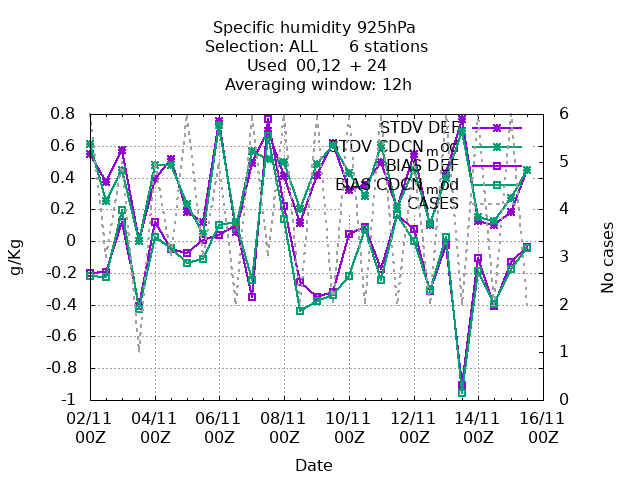 Specific humidity 925hPa
Selection: ALL 6 stations
Used 00,12 + 24
Averaging window: 12h
0.8
0.6
0.4
0.2
0
-0.2
-0.4
-0.6
-0.8
-1
6
5
4
3
2
1
0
g/Kg
No cases
STDV DEF
STDV CDCN_mod
BIAS DEF
BIAS CDCN_mod
CASES
02/11 04/11 06/11 08/11 10/11 12/11 14/11 16/11
00Z 00Z 00Z 00Z 00Z 00Z 00Z 00Z
Date